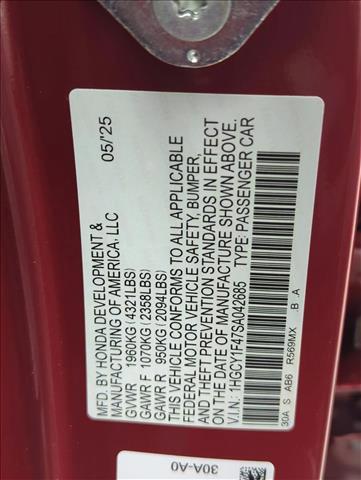 MFD. BY HONDA DEVELOPMENT & 05/'25
MANUFACTURING OF AMERICA, LLC
GVWR 1960KG (4321LBS)
GAWR F 1070KG (2358LBS)
GAWR R 950KG (2094LBS)
THIS VEHICLE CONFORMS TO ALL APPLICABLE
FEDERAL MOTOR VEHICLE SAFETY, BUMPER,
AND THEFT PREVENTION STANDARDS IN EFFECT
ON THE DATE OF MANUFACTURE SHOWN ABOVE.
V.I.N.: 1HGCY1F47SA042685 TYPE: PASSENGER CAR
30A S AB6 R569MX B A
30A-A0